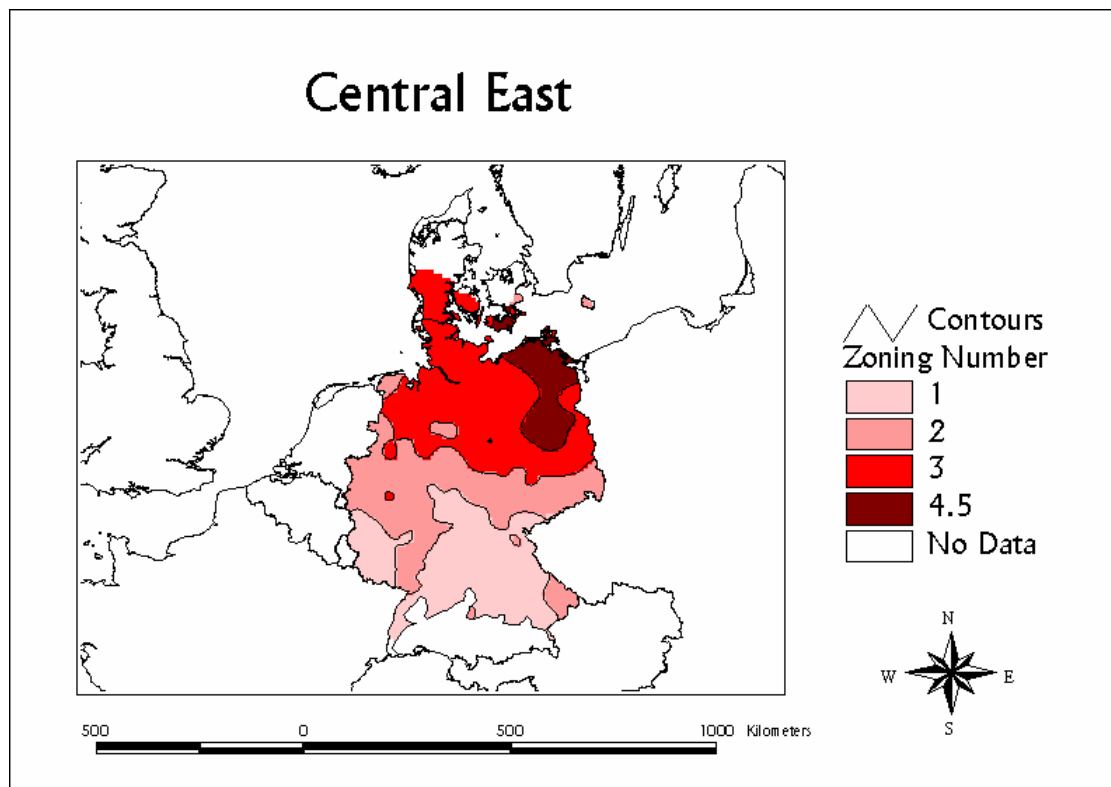 Central East
Contours
Zoning Number
1
2
3
4.5
No Data
N
W E
S
500 0 500 1000 Kilometers